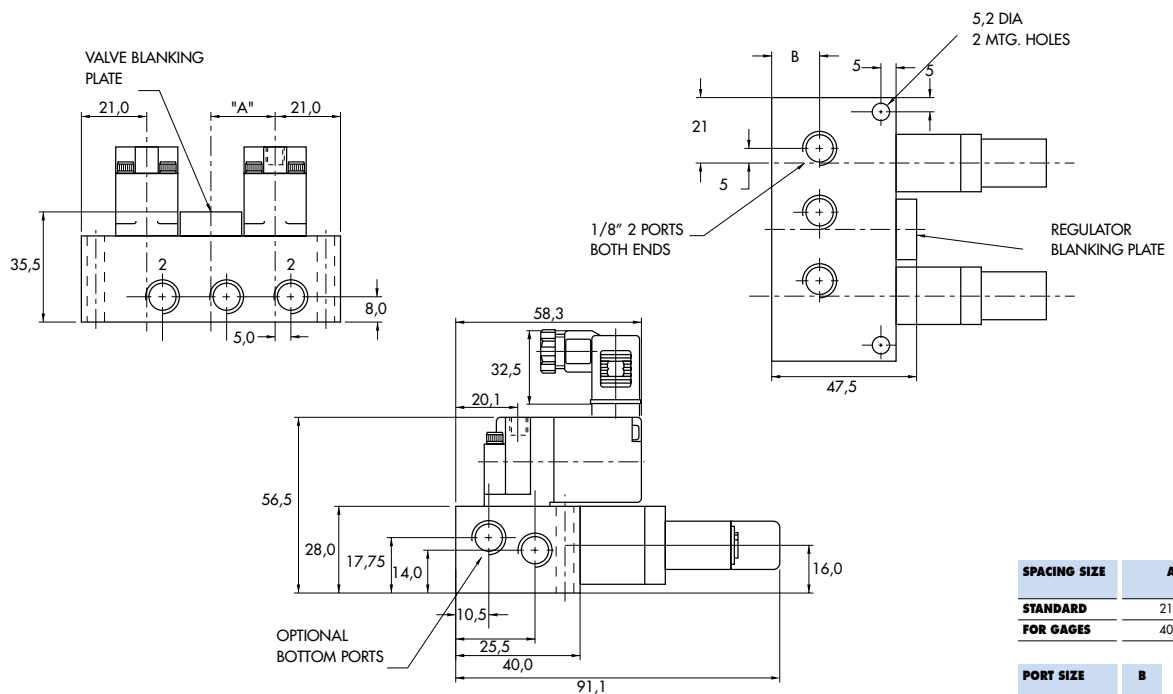 VALVE BLANKING
PLATE
21,0
"A"
21,0
35,5
2
2
8,0
5,0
5,2 DIA
2 MTG. HOLES
B
5
5
21
5
1/8" 2 PORTS
BOTH ENDS
REGULATOR
BLANKING PLATE
47,5
58,3
32,5
20,1
56,5
28,0
17,75
14,0
16,0
10,5
OPTIONAL
BOTTOM PORTS
25,5
40,0
91,1
SPACING SIZE A
STANDARD 21
FOR GAGES 40
PORT SIZE B